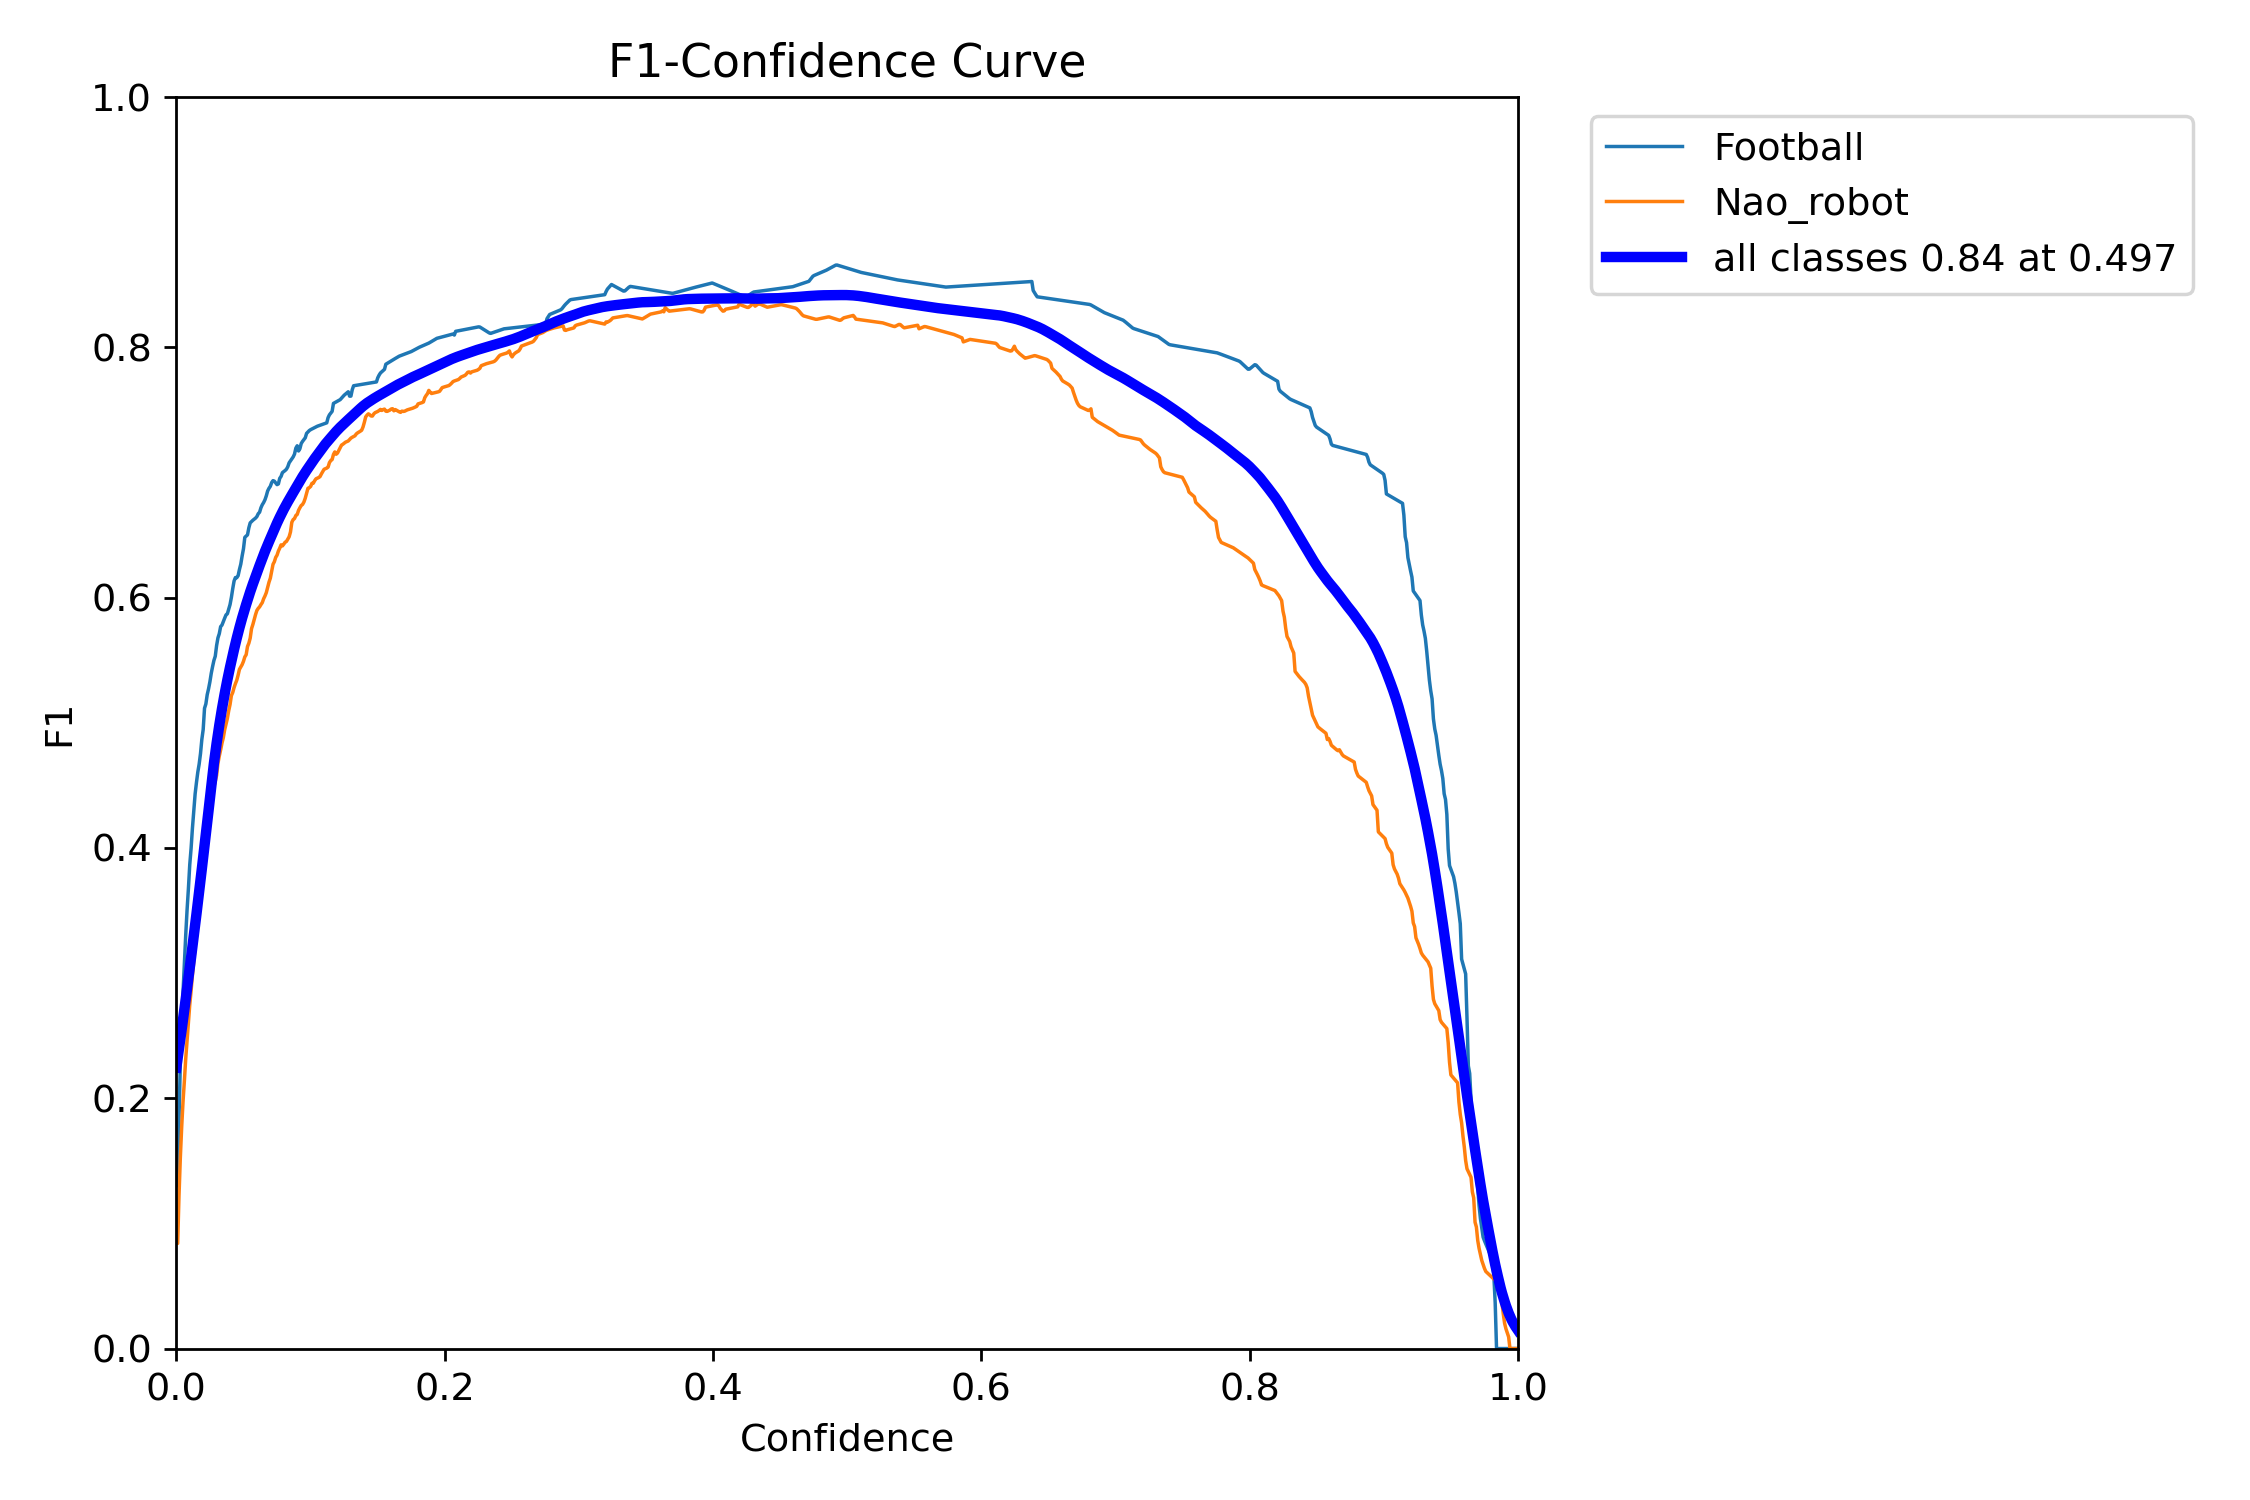 F1-Confidence Curve
1.0
0.8
0.6
0.4
0.2
0.0
F1
0.0 0.2 0.4 0.6 0.8 1.0
Confidence
Football
Nao_robot
all classes 0.84 at 0.497